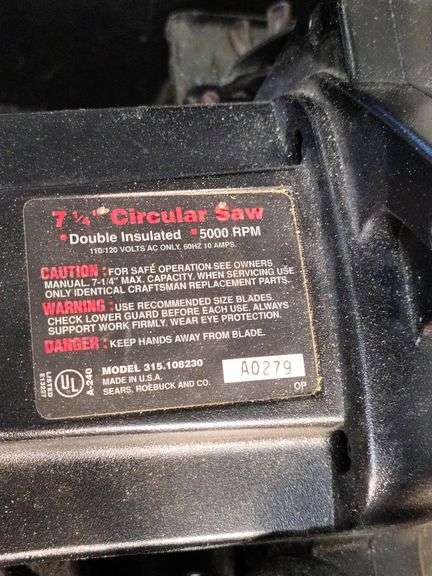 7 1/4" Circular Saw
• Double Insulated • 5000 RPM
110-120 VOLTS AC ONLY, 60HZ 10 AMPS.
CAUTION: FOR SAFE OPERATION SEE OWNERS
MANUAL. 7-1/4" MAX. CAPACITY. WHEN SERVICING USE
ONLY IDENTICAL CRAFTSMAN REPLACEMENT PARTS.
WARNING: USE RECOMMENDED SIZE BLADES.
CHECK LOWER GUARD BEFORE EACH USE. ALWAYS
SUPPORT WORK FIRMLY. WEAR EYE PROTECTION.
DANGER: KEEP HANDS AWAY FROM BLADE.
LISTED
UL
A-240
MODEL 315.108230
MADE IN U.S.A.
SEARS, ROEBUCK AND CO.
A0279
OP